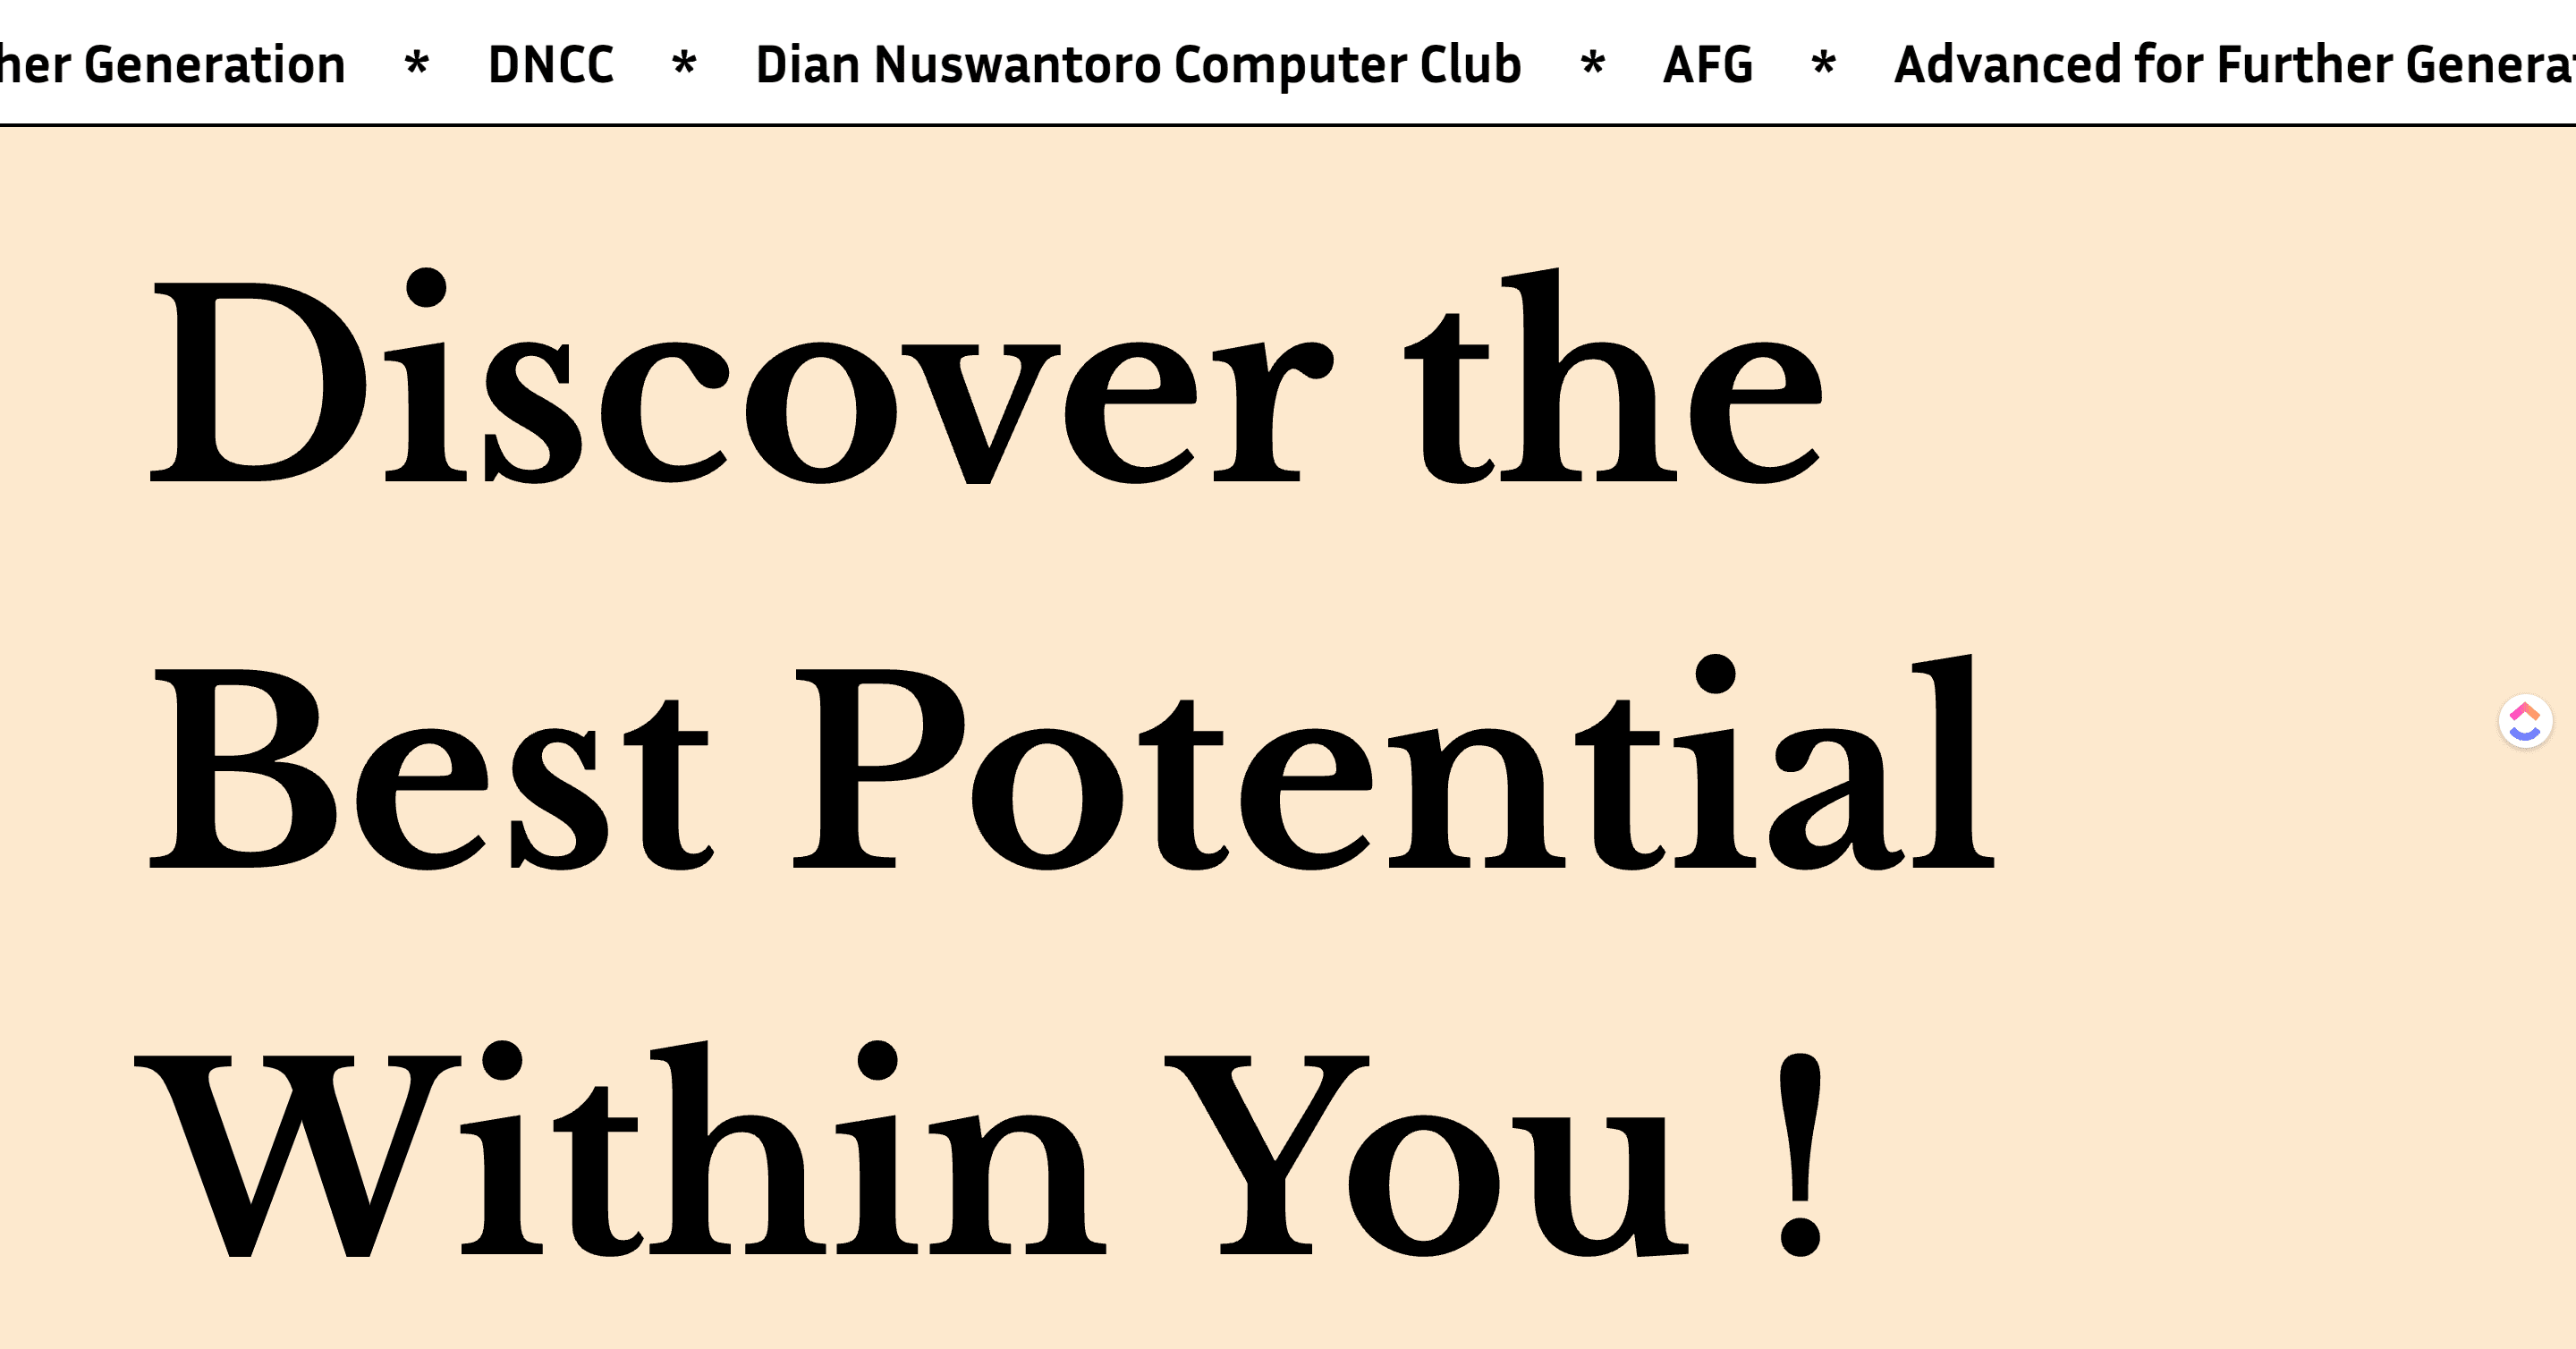 her Generation * DNCC * Dian Nuswantoro Computer Club * AFG * Advanced for Further Genera
Discover the
Best Potential
Within You !